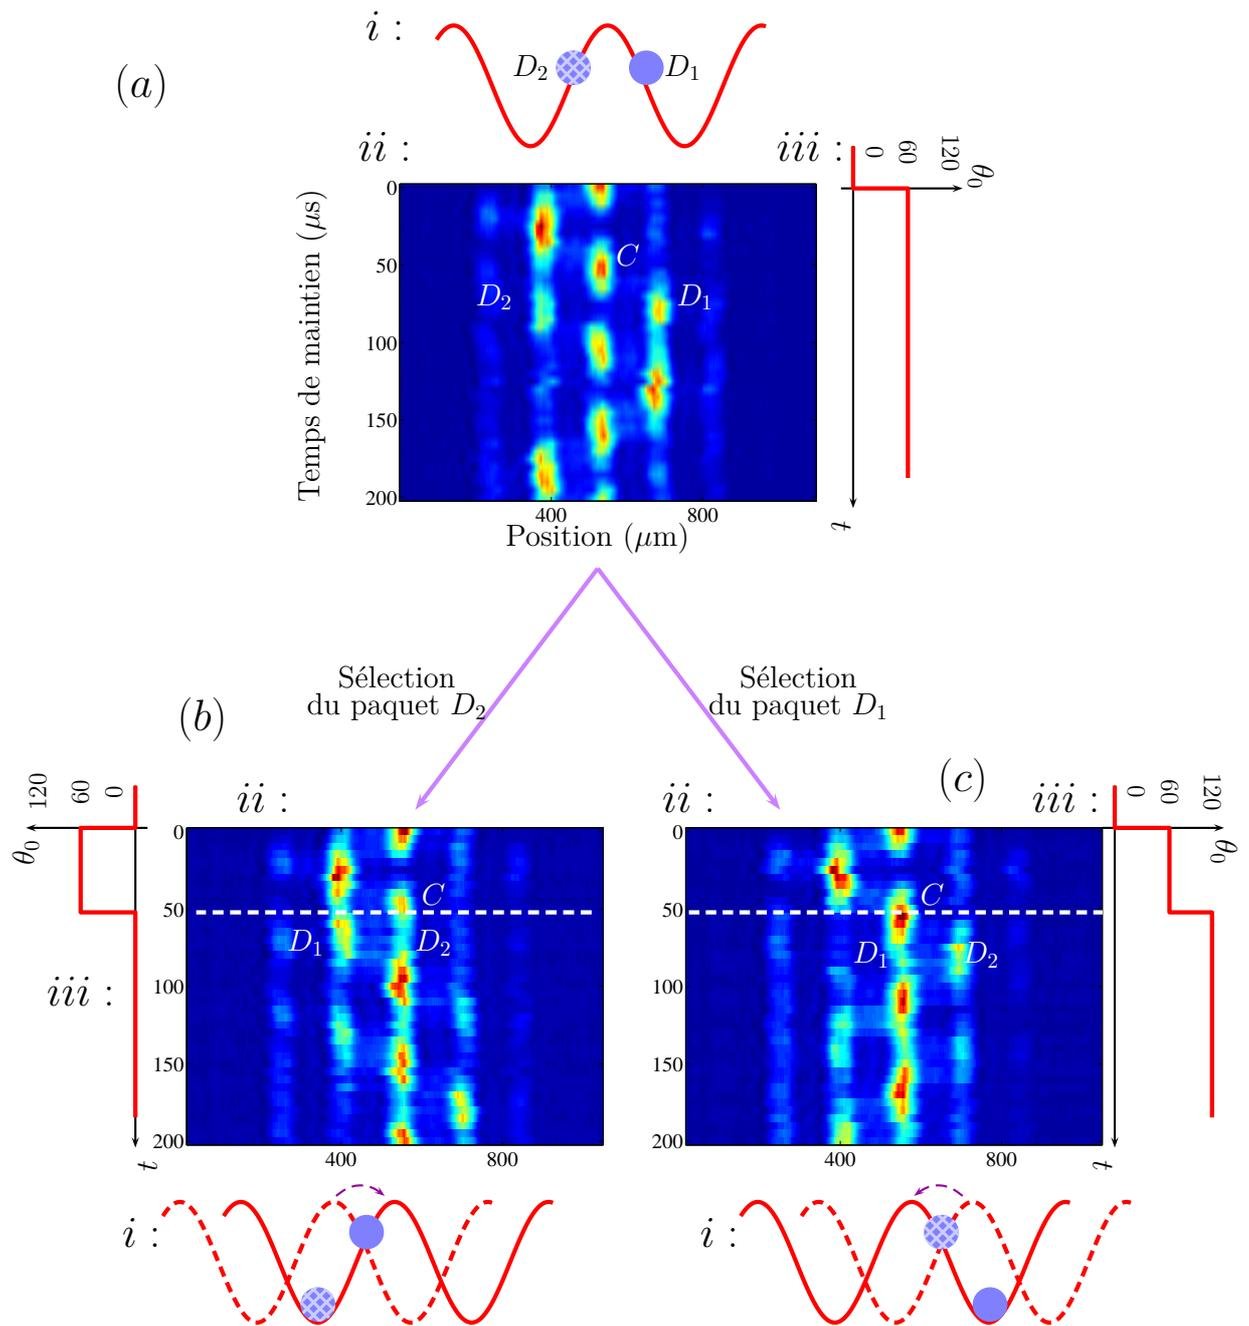 i :
D₂ D₁
(a)
ii : iii : 0 60 120 θ₀
0
50
100
150
200
Temps de maintien (μs)
C
D₂ D₁
400 800
Position (μm)
t
Sélection
du paquet D₂
Sélection
du paquet D₁
(b)
120 60 0
θ₀
ii :
0
50
100
150
200
C
D₁ D₂
iii :
t
400 800
i :
(c)
ii : iii : 0 60 120
θ₀
0
50
100
150
200
C
D₁ D₂
t
400 800
i :